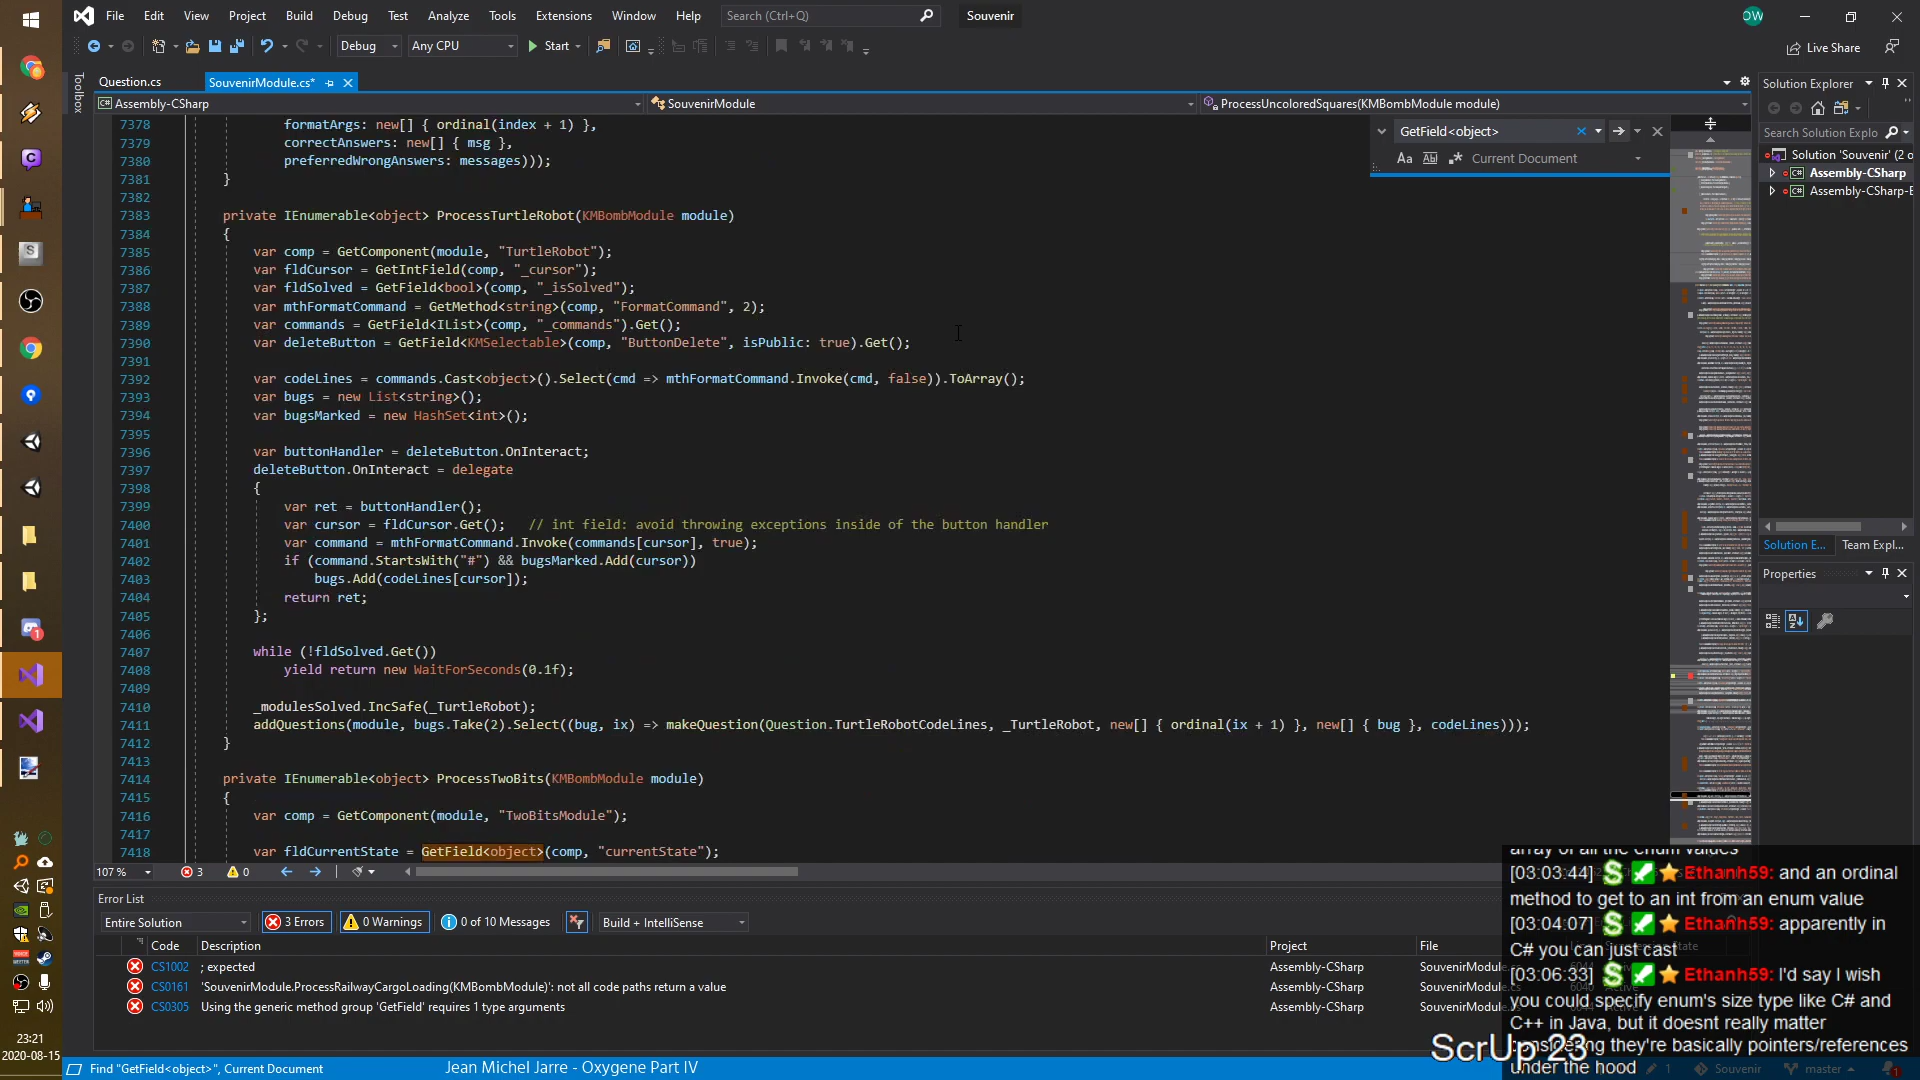 File Edit View Project Build Debug Test Analyze Tools Extensions Window Help Search (Ctrl+Q) Souvenir OW
Debug Any CPU Start Live Share
Toolbox
Question.cs SouvenirModule.cs*
Assembly-CSharp SouvenirModule ProcessUncoloredSquares(KMBombModule module)
GetField<object>
Aa Current Document
7378 formatArgs: new[] { ordinal(index + 1) },
7379 correctAnswers: new[] { msg },
7380 preferredWrongAnswers: messages)));
7381 }
7382
7383 private IEnumerable<object> ProcessTurtleRobot(KMBombModule module)
7384 {
7385 var comp = GetComponent(module, "TurtleRobot");
7386 var fldCursor = GetIntField(comp, "_cursor");
7387 var fldSolved = GetField<bool>(comp, "_isSolved");
7388 var mthFormatCommand = GetMethod<string>(comp, "FormatCommand", 2);
7389 var commands = GetField<IList>(comp, "_commands").Get();
7390 var deleteButton = GetField<KMSelectable>(comp, "ButtonDelete", isPublic: true).Get();
7391
7392 var codeLines = commands.Cast<object>().Select(cmd => mthFormatCommand.Invoke(cmd, false)).ToArray();
7393 var bugs = new List<string>();
7394 var bugsMarked = new HashSet<int>();
7395
7396 var buttonHandler = deleteButton.OnInteract;
7397 deleteButton.OnInteract = delegate
7398 {
7399 var ret = buttonHandler();
7400 var cursor = fldCursor.Get(); // int field: avoid throwing exceptions inside of the button handler
7401 var command = mthFormatCommand.Invoke(commands[cursor], true);
7402 if (command.StartsWith("#") && bugsMarked.Add(cursor))
7403 bugs.Add(codeLines[cursor]);
7404 return ret;
7405 };
7406
7407 while (!fldSolved.Get())
7408 yield return new WaitForSeconds(0.1f);
7409
7410 _modulesSolved.IncSafe(_TurtleRobot);
7411 addQuestions(module, bugs.Take(2).Select((bug, ix) => makeQuestion(Question.TurtleRobotCodeLines, _TurtleRobot, new[] { ordinal(ix + 1) }, new[] { bug }, codeLines)));
7412 }
7413
7414 private IEnumerable<object> ProcessTwoBits(KMBombModule module)
7415 {
7416 var comp = GetComponent(module, "TwoBitsModule");
7417
7418 var fldCurrentState = GetField<object>(comp, "currentState");
107 % 3 0
Solution Explorer
Search Solution Explo
Solution 'Souvenir' (2 o
Assembly-CSharp
Assembly-CSharp-E
Solution E... Team Expl...
Properties
Error List
Entire Solution 3 Errors 0 Warnings 0 of 10 Messages Build + IntelliSense
Code Description Project File
CS1002 ; expected Assembly-CSharp SouvenirModule
CS0161 'SouvenirModule.ProcessRailwayCargoLoading(KMBombModule)': not all code paths return a value Assembly-CSharp SouvenirModule
CS0305 Using the generic method group 'GetField' requires 1 type arguments Assembly-CSharp SouvenirModule
array of all the enum values
[03:03:44] Ethanh59: and an ordinal
method to get to an int from an enum value
[03:04:07] Ethanh59: apparently in
C# you can just cast
[03:06:33] Ethanh59: I'd say I wish
you could specify enum's size type like C# and
C++ in Java, but it doesnt really matter
considering they're basically pointers/references
under the hood
ScrUp 23
23:21
2020-08-15
Find "GetField<object>", Current Document Jean Michel Jarre - Oxygene Part IV 1 Souvenir master